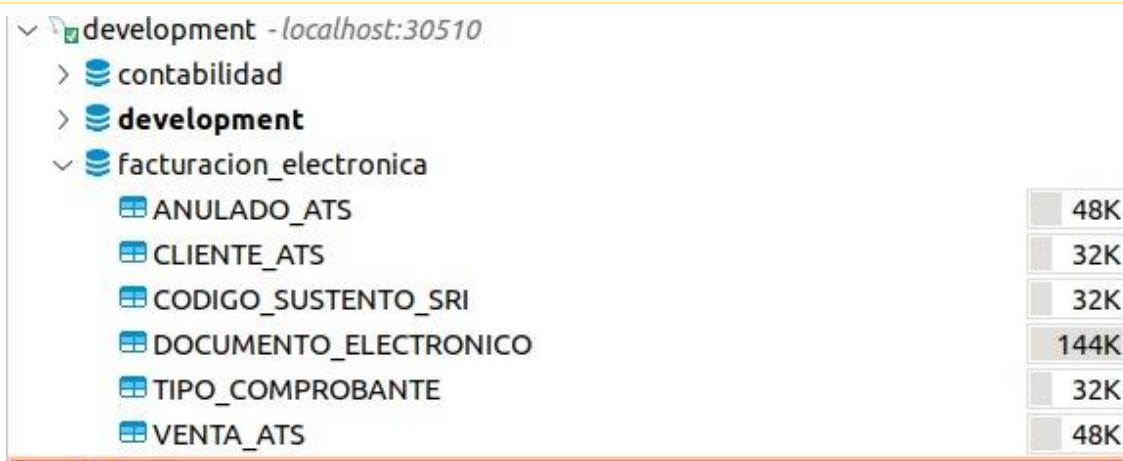 development - localhost:30510
contabilidad
development
facturacion_electronica
ANULADO_ATS 48K
CLIENTE_ATS 32K
CODIGO_SUSTENTO_SRI 32K
DOCUMENTO_ELECTRONICO 144K
TIPO_COMPROBANTE 32K
VENTA_ATS 48K